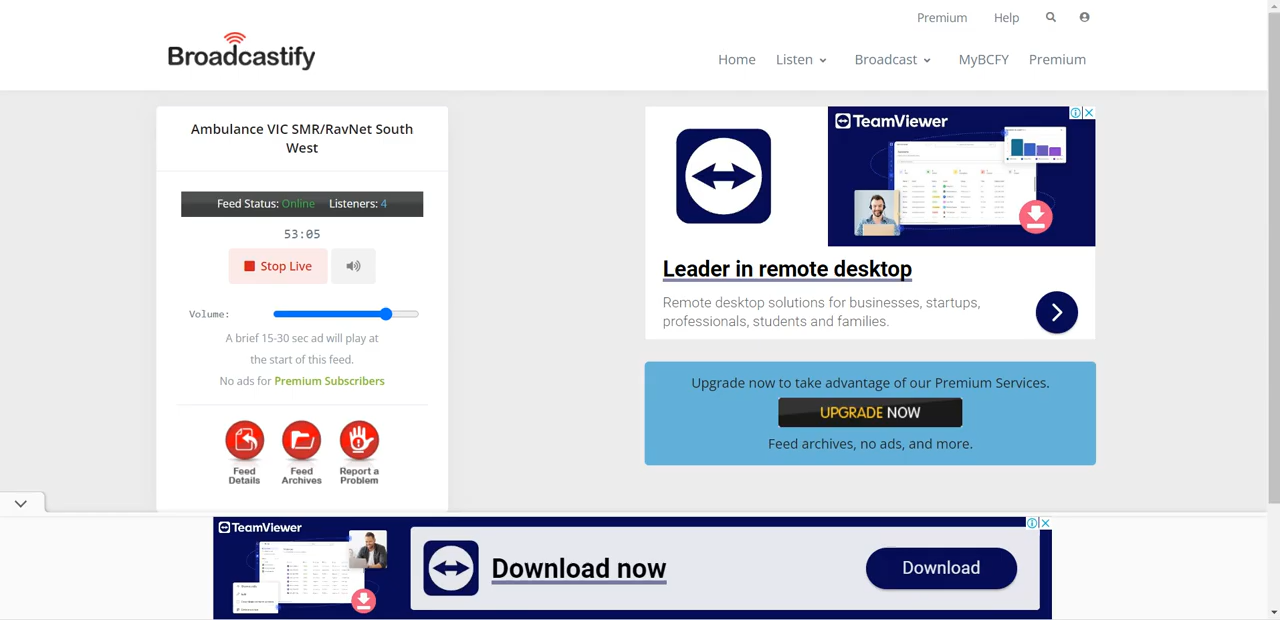 Premium Help
Broadcastify
Home Listen Broadcast MyBCFY Premium
Ambulance VIC SMR/RavNet South
West
Feed Status: Online Listeners: 4
53:05
Stop Live
Volume:
A brief 15-30 sec ad will play at
the start of this feed.
No ads for Premium Subscribers
Feed
Details
Feed
Archives
Report a
Problem
TeamViewer
Leader in remote desktop
Remote desktop solutions for businesses, startups,
professionals, students and families.
Upgrade now to take advantage of our Premium Services.
UPGRADE NOW
Feed archives, no ads, and more.
TeamViewer
Download now
Download